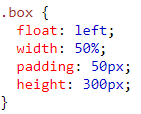 .box {
  float: left;
  width: 50%;
  padding: 50px;
  height: 300px;
}